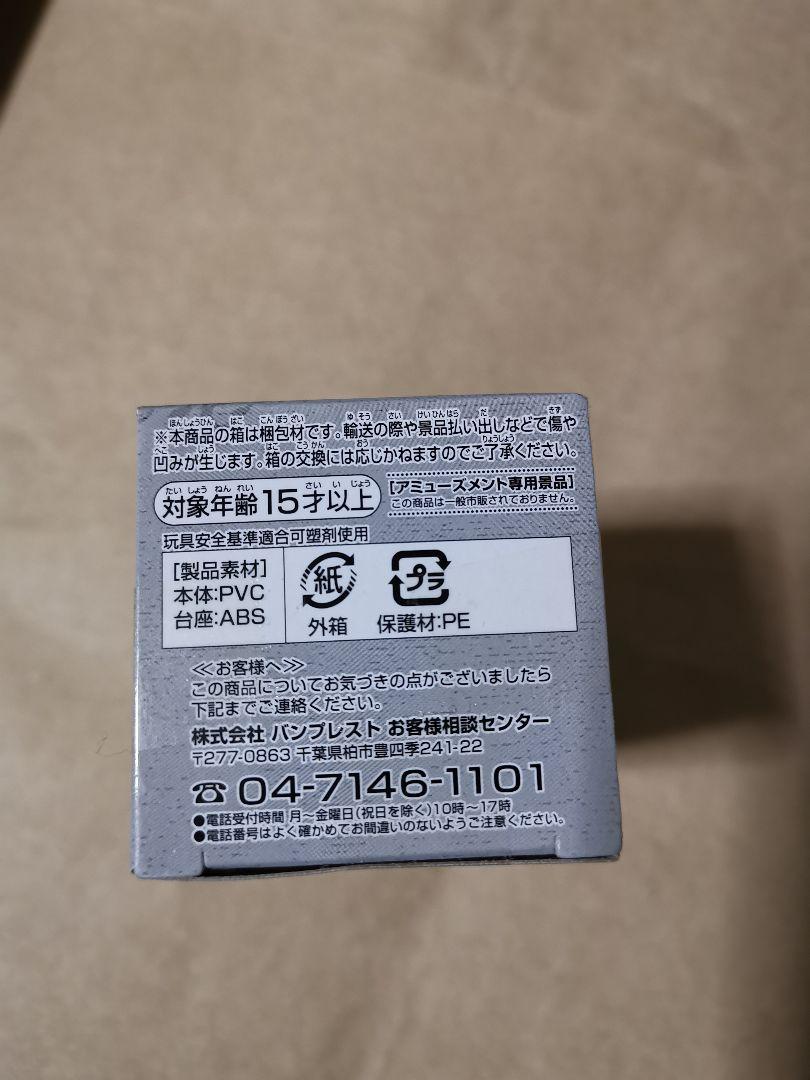 ※本商品の箱は梱包材です。輸送の際や景品払い出しなどで傷や
凹みが生じます。箱の交換には応じかねますのでご了承ください。
対象年齢15才以上
[アミューズメント専用景品]
この商品は一般市販されておりません。
玩具安全基準適合可塑剤使用
[製品素材]
本体:PVC
台座:ABS
紙
外箱
プラ
保護材:PE
≪お客様へ≫
この商品についてお気づきの点がございましたら
下記までご連絡ください。
株式会社 バンプレスト お客様相談センター
〒277-0863 千葉県柏市豊四季241-22
☎ 04-7146-1101
●電話受付時間 月～金曜日(祝日を除く)10時～17時
●電話番号はよく確かめてお間違いのないようご注意ください。